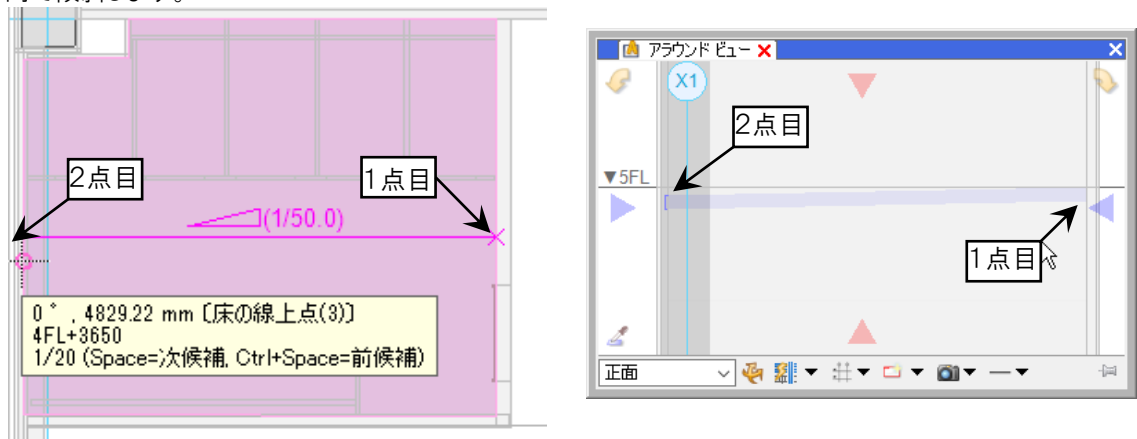 2点目
1点目
(1/50.0)
0 °, 4829.22 mm 〔床の線上点(3)〕
4FL+3650
1/20 (Space=次候補, Ctrl+Space=前候補)
アラウンド ビュー
X1
2点目
▼5FL
1点目
正面